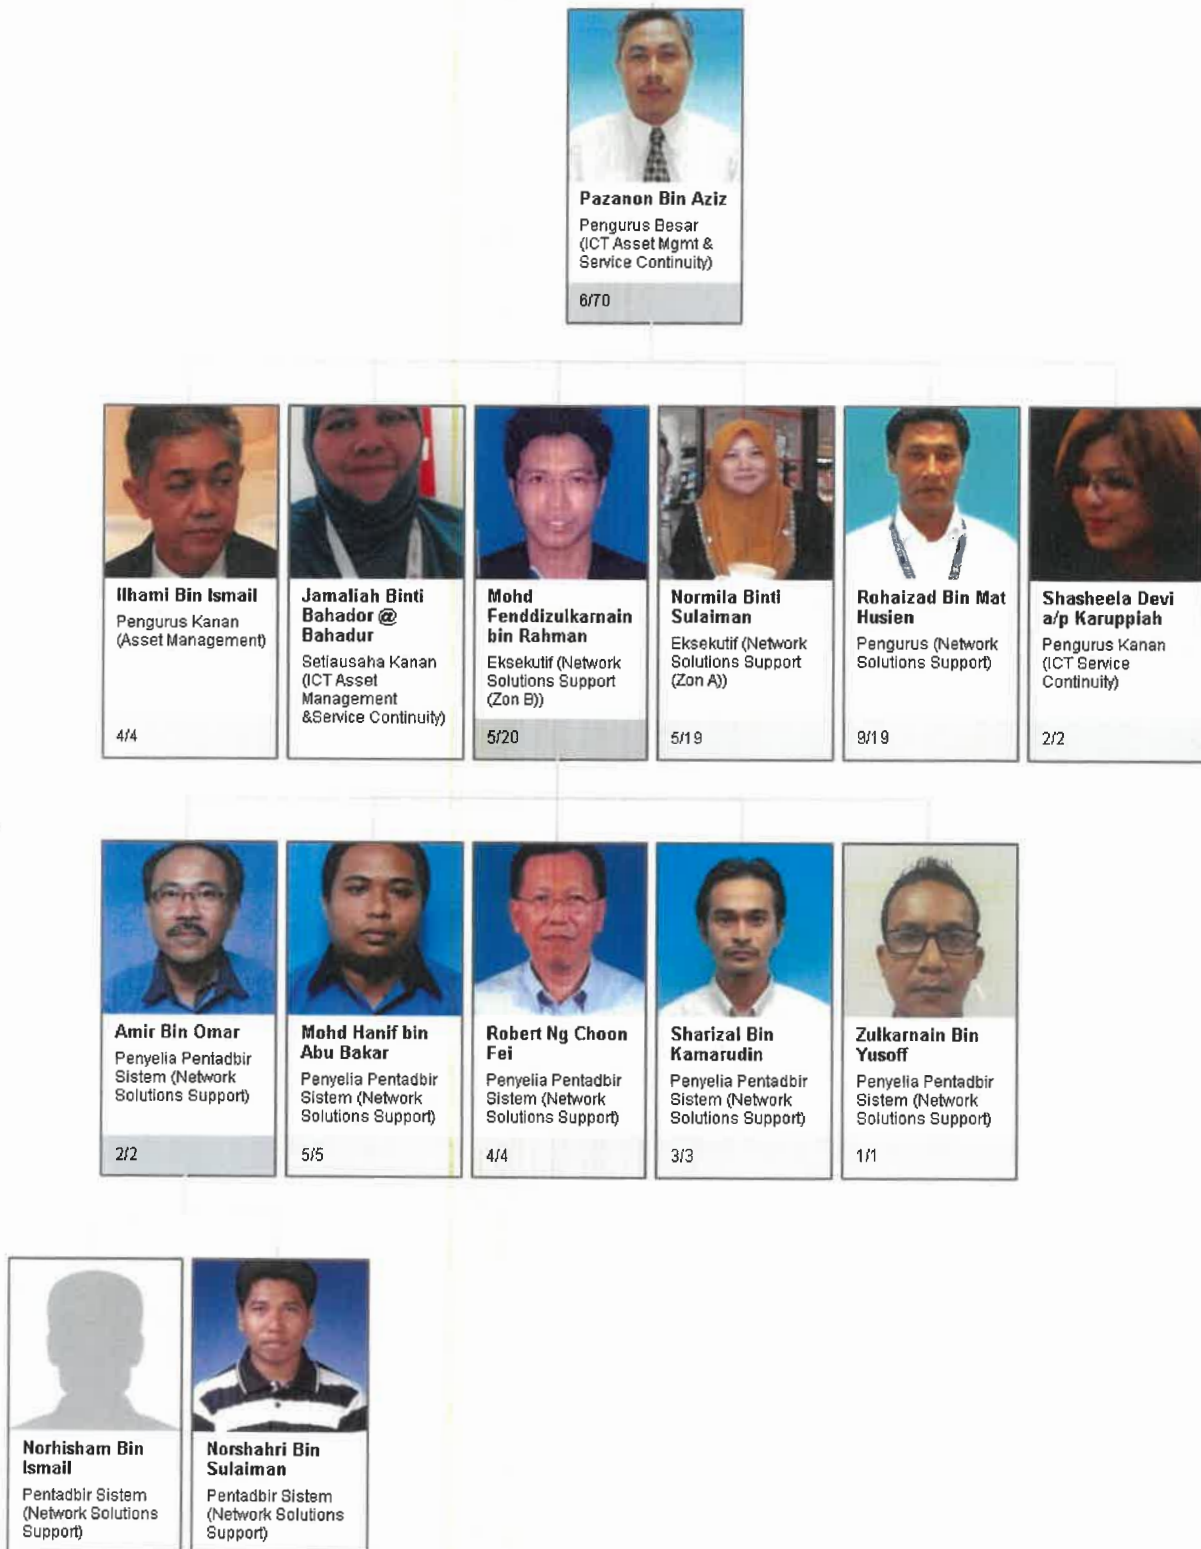 Pazanon Bin Aziz
Pengurus Besar
(ICT Asset Mgmt &
Service Continuity)
6/70
Ilhami Bin Ismail
Pengurus Kanan
(Asset Management)
4/4
Jamaliah Binti
Bahador @
Bahadur
Setiausaha Kanan
(ICT Asset
Management
&Service Continuity)
Mohd
Fenddizulkarnain
bin Rahman
Eksekutif (Network
Solutions Support
(Zon B))
5/20
Normila Binti
Sulaiman
Eksekutif (Network
Solutions Support
(Zon A))
5/19
Rohaizad Bin Mat
Husien
Pengurus (Network
Solutions Support)
9/19
Shasheela Devi
a/p Karuppiah
Pengurus Kanan
(ICT Service
Continuity)
2/2
Amir Bin Omar
Penyelia Pentadbir
Sistem (Network
Solutions Support)
2/2
Mohd Hanif bin
Abu Bakar
Penyelia Pentadbir
Sistem (Network
Solutions Support)
5/5
Robert Ng Choon
Fei
Penyelia Pentadbir
Sistem (Network
Solutions Support)
4/4
Sharizal Bin
Kamarudin
Penyelia Pentadbir
Sistem (Network
Solutions Support)
3/3
Zulkarnain Bin
Yusoff
Penyelia Pentadbir
Sistem (Network
Solutions Support)
1/1
Norhisham Bin
Ismail
Pentadbir Sistem
(Network Solutions
Support)
Norshahri Bin
Sulaiman
Pentadbir Sistem
(Network Solutions
Support)